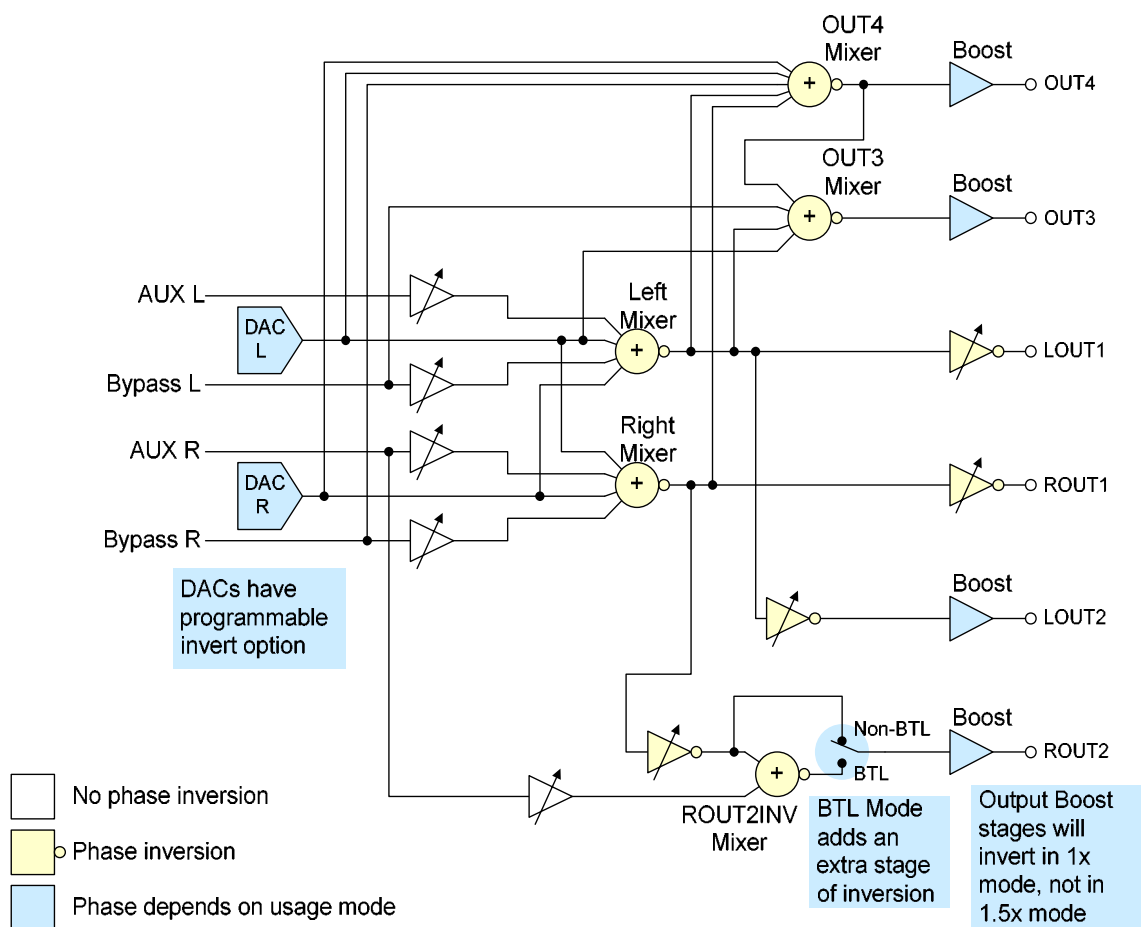 OUT4
Mixer
Boost
+
OUT4
OUT3
Mixer
Boost
+
OUT3
AUX L
DAC
L
Left
Mixer
+
LOUT1
Bypass L
AUX R
Right
Mixer
DAC
R
+
ROUT1
Bypass R
DACs have
programmable
invert option
Boost
LOUT2
Boost
Non-BTL
ROUT2
+
BTL
ROUT2INV
Mixer
BTL Mode
adds an
extra stage
of inversion
Output Boost
stages will
invert in 1x
mode, not in
1.5x mode
No phase inversion
Phase inversion
Phase depends on usage mode